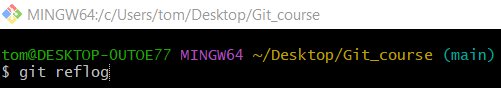 MINGW64:/c/Users/tom/Desktop/Git_course
tom@DESKTOP-OUTOE77 MINGW64 ~/Desktop/Git_course (main)
$ git reflog